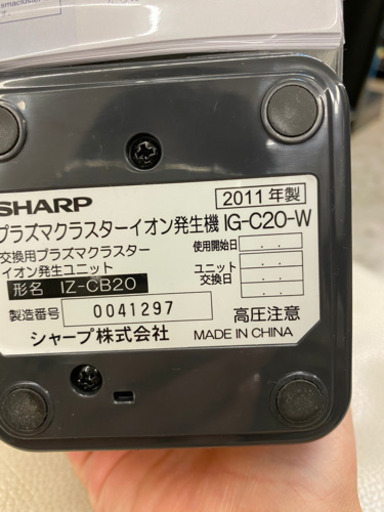 SHARP
2011年製
プラズマクラスターイオン発生機 IG-C20-W
交換用プラズマクラスター
イオン発生ユニット
使用開始日
形名 IZ-CB20
ユニット
交換日
製造番号 0041297
高圧注意
シャープ株式会社
MADE IN CHINA